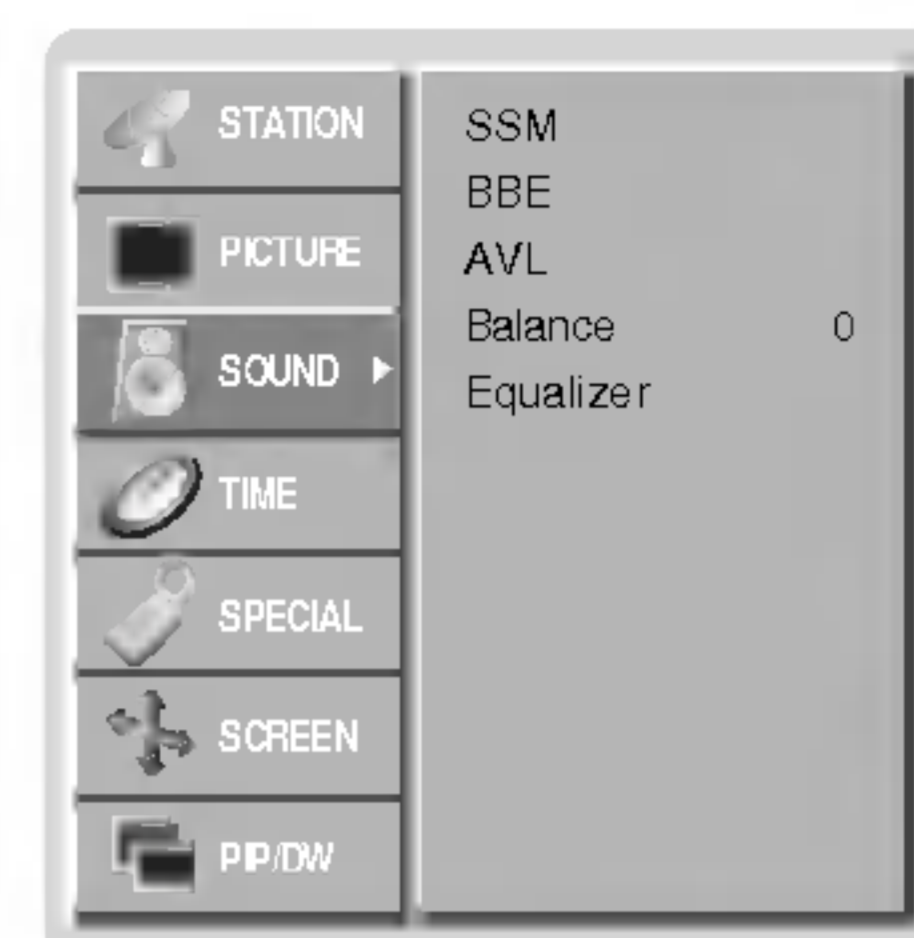 STATION
PICTURE
SOUND
TIME
SPECIAL
SCREEN
PIP/DW
SSM
BBE
AVL
Balance 0
Equalizer